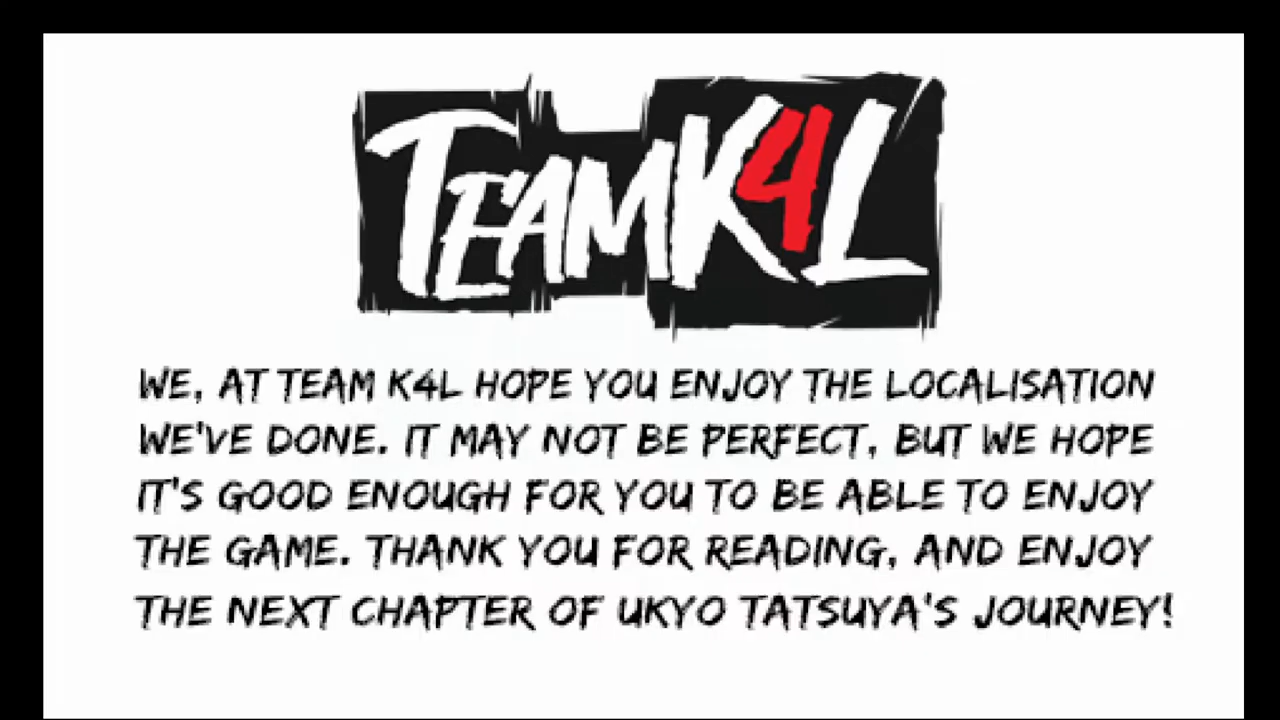 TEAMK4L
WE, AT TEAM K4L HOPE YOU ENJOY THE LOCALISATION
WE'VE DONE. IT MAY NOT BE PERFECT, BUT WE HOPE
IT'S GOOD ENOUGH FOR YOU TO BE ABLE TO ENJOY
THE GAME. THANK YOU FOR READING, AND ENJOY
THE NEXT CHAPTER OF UKYO TATSUYA'S JOURNEY!